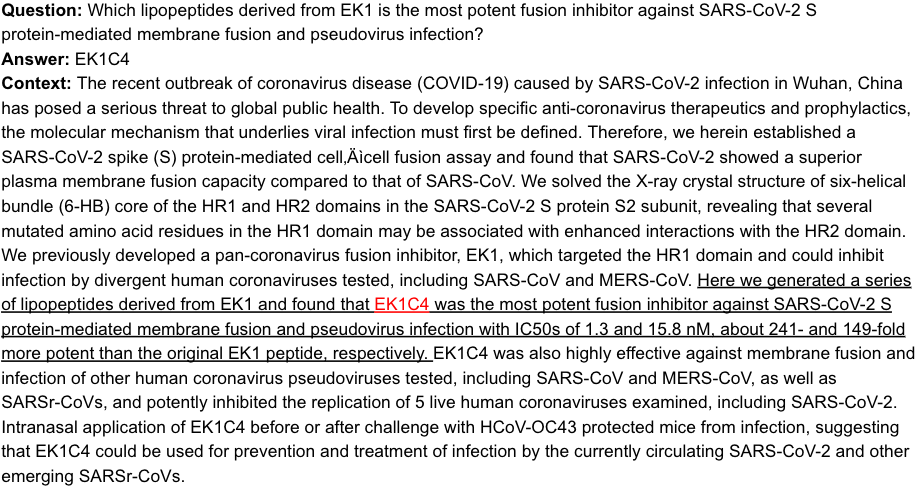 Question: Which lipopeptides derived from EK1 is the most potent fusion inhibitor against SARS-CoV-2 S
protein-mediated membrane fusion and pseudovirus infection?
Answer: EK1C4
Context: The recent outbreak of coronavirus disease (COVID-19) caused by SARS-CoV-2 infection in Wuhan, China
has posed a serious threat to global public health. To develop specific anti-coronavirus therapeutics and prophylactics,
the molecular mechanism that underlies viral infection must first be defined. Therefore, we herein established a
SARS-CoV-2 spike (S) protein-mediated cell‚Äìcell fusion assay and found that SARS-CoV-2 showed a superior
plasma membrane fusion capacity compared to that of SARS-CoV. We solved the X-ray crystal structure of six-helical
bundle (6-HB) core of the HR1 and HR2 domains in the SARS-CoV-2 S protein S2 subunit, revealing that several
mutated amino acid residues in the HR1 domain may be associated with enhanced interactions with the HR2 domain.
We previously developed a pan-coronavirus fusion inhibitor, EK1, which targeted the HR1 domain and could inhibit
infection by divergent human coronaviruses tested, including SARS-CoV and MERS-CoV. Here we generated a series
of lipopeptides derived from EK1 and found that EK1C4 was the most potent fusion inhibitor against SARS-CoV-2 S
protein-mediated membrane fusion and pseudovirus infection with IC50s of 1.3 and 15.8 nM, about 241- and 149-fold
more potent than the original EK1 peptide, respectively. EK1C4 was also highly effective against membrane fusion and
infection of other human coronavirus pseudoviruses tested, including SARS-CoV and MERS-CoV, as well as
SARSr-CoVs, and potently inhibited the replication of 5 live human coronaviruses examined, including SARS-CoV-2.
Intranasal application of EK1C4 before or after challenge with HCoV-OC43 protected mice from infection, suggesting
that EK1C4 could be used for prevention and treatment of infection by the currently circulating SARS-CoV-2 and other
emerging SARSr-CoVs.